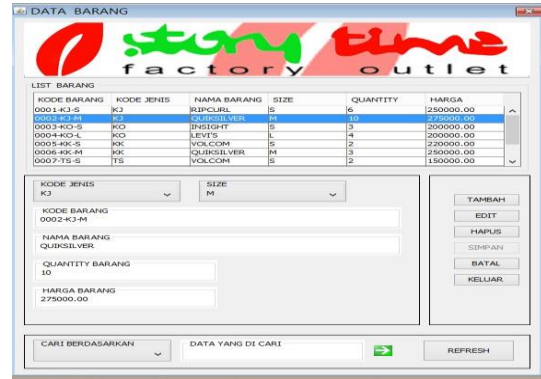 DATA BARANG
story time
factory outlet
LIST BARANG
KODE BARANG KODE JENIS NAMA BARANG SIZE QUANTITY HARGA
0001-KJ-S KJ RIPCURL S 6 250000.00
0002-KJ-M KJ QUIKSILVER M 10 275000.00
0003-KO-S KO INSIGHT S 3 200000.00
0004-KO-L KO LEVI'S L 4 200000.00
0005-KK-S KK VOLCOM S 2 220000.00
0006-KK-M KK QUIKSILVER M 3 250000.00
0007-TS-S TS VOLCOM S 2 150000.00
KODE JENIS SIZE
KJ M
KODE BARANG
0002-KJ-M
NAMA BARANG
QUIKSILVER
QUANTITY BARANG
10
HARGA BARANG
275000.00
TAMBAH
EDIT
HAPUS
SIMPAN
BATAL
KELUAR
CARI BERDASARKAN DATA YANG DI CARI
REFRESH